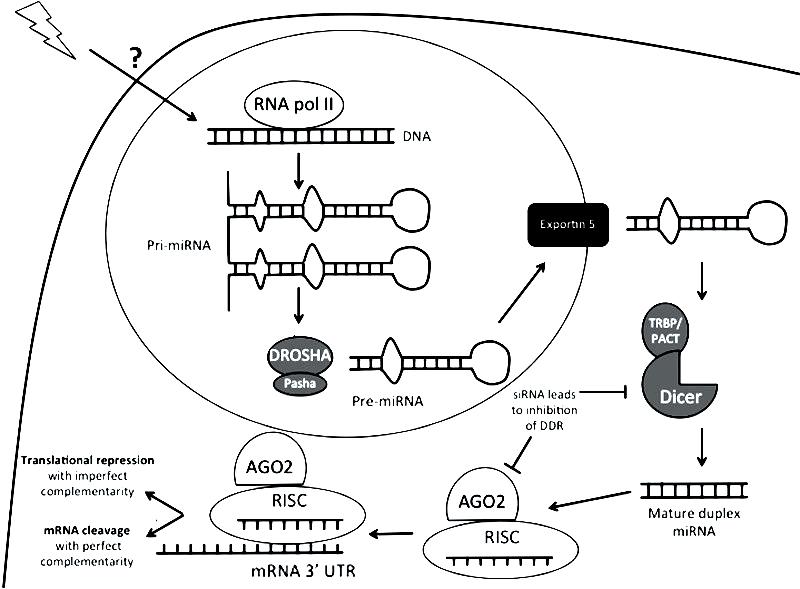 ?
RNA pol II
DNA
Pri-miRNA
Exportin 5
DROSHA
Pasha
Pre-miRNA
TRBP/
PACT
Dicer
siRNA leads
to inhibition
of DDR
Mature duplex
miRNA
AGO2
RISC
AGO2
RISC
mRNA 3' UTR
Translational repression
with imperfect
complementarity
mRNA cleavage
with perfect
complementarity